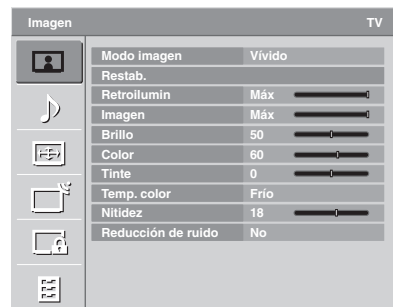 Imagen TV
Modo imagen Vívido
Restab.
Retroilumin Máx
Imagen Máx
Brillo 50
Color 60
Tinte 0
Temp. color Frío
Nitidez 18
Reducción de ruido No